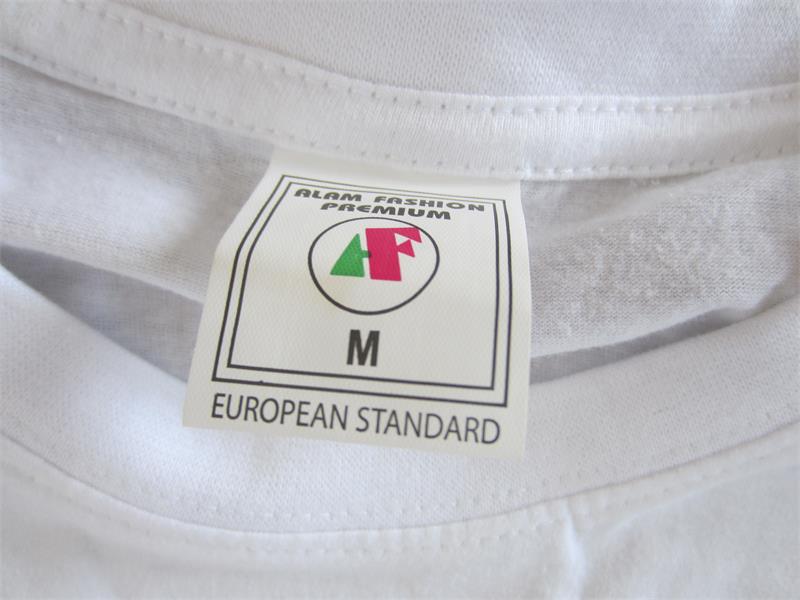 ALAM FASHION
PREMIUM
AF
M
EUROPEAN STANDARD